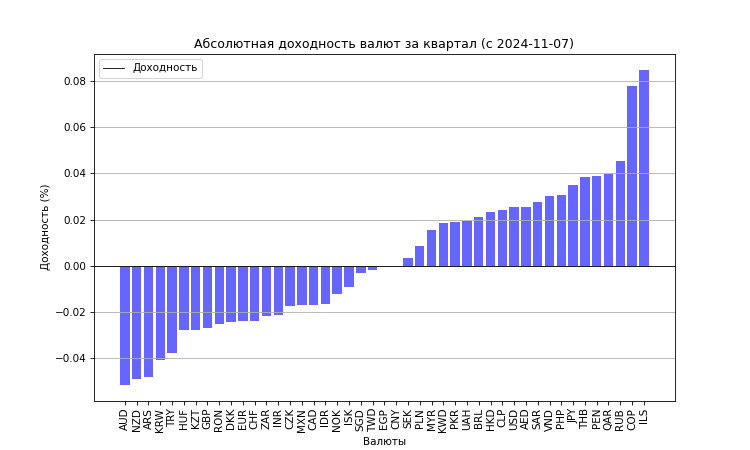 Абсолютная доходность валют за квартал (с 2024-11-07)
Доходность
Доходность (%)
0.08
0.06
0.04
0.02
0.00
−0.02
−0.04
AUD NZD ARS KRW TRY HUF KZT GBP RON DKK EUR CHF ZAR INR CZK MXN CAD IDR NOK ISK SGD TWD EGP CNY SEK PLN MYR KWD PKR UAH BRL HKD CLP USD AED SAR VND PHP JPY THB PEN QAR RUB COP ILS
Валюты